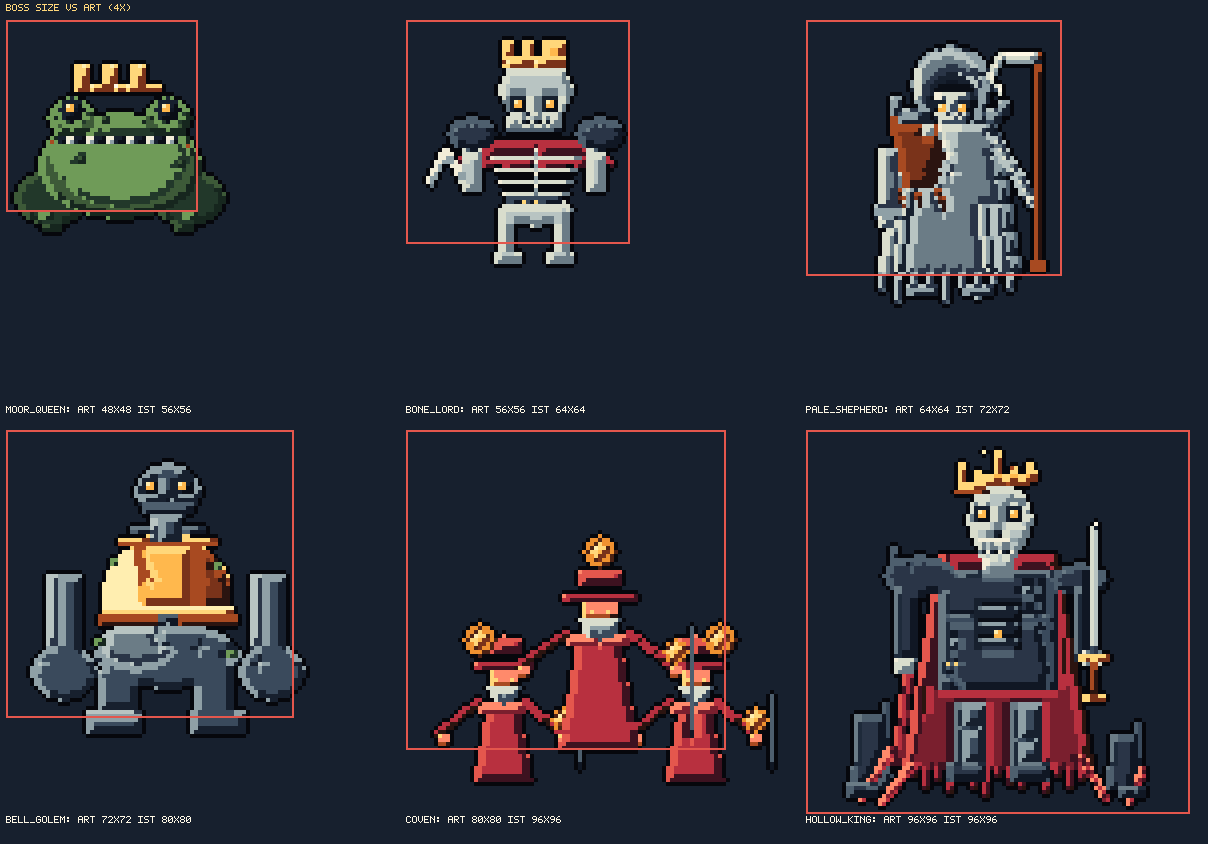 BOSS SIZE VS ART (4X)
MOOR_QUEEN: ART 48X48 IST 56X56
BONE_LORD: ART 56X56 IST 64X64
PALE_SHEPHERD: ART 64X64 IST 72X72
BELL_GOLEM: ART 72X72 IST 80X80
COVEN: ART 80X80 IST 96X96
HOLLOW_KING: ART 96X96 IST 96X96